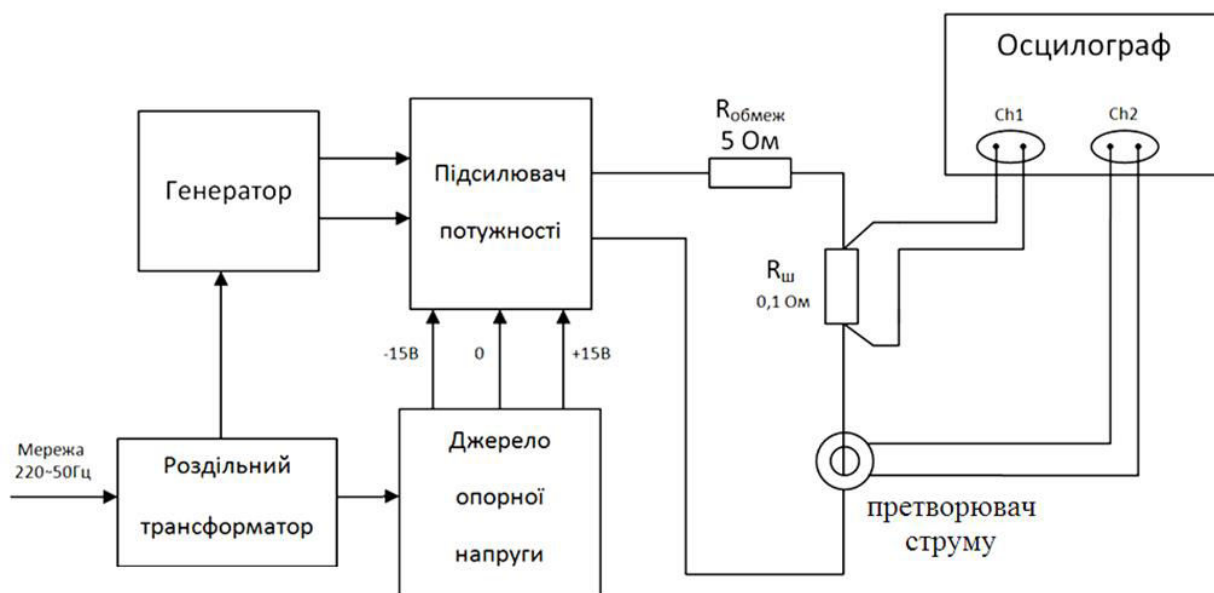 Осцилограф
Ch1
Ch2
Rобмеж
5 Ом
Генератор
Підсилювач
потужності
Rш
0,1 Ом
-15В
0
+15В
Мережа
220~50Гц
Роздільний
трансформатор
Джерело
опорної
напруги
претворювач
струму